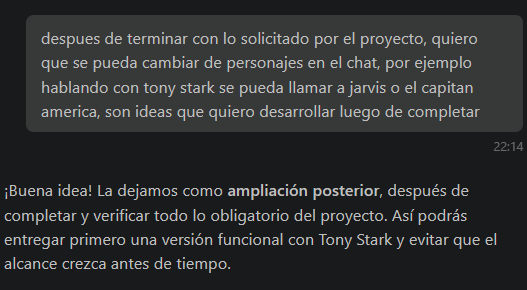 despues de terminar con lo solicitado por el proyecto, quiero
que se pueda cambiar de personajes en el chat, por ejemplo
hablando con tony stark se pueda llamar a jarvis o el capitan
america, son ideas que quiero desarrollar luego de completar
22:14
¡Buena idea! La dejamos como ampliación posterior, después de
completar y verificar todo lo obligatorio del proyecto. Así podrás
entregar primero una versión funcional con Tony Stark y evitar que el
alcance crezca antes de tiempo.